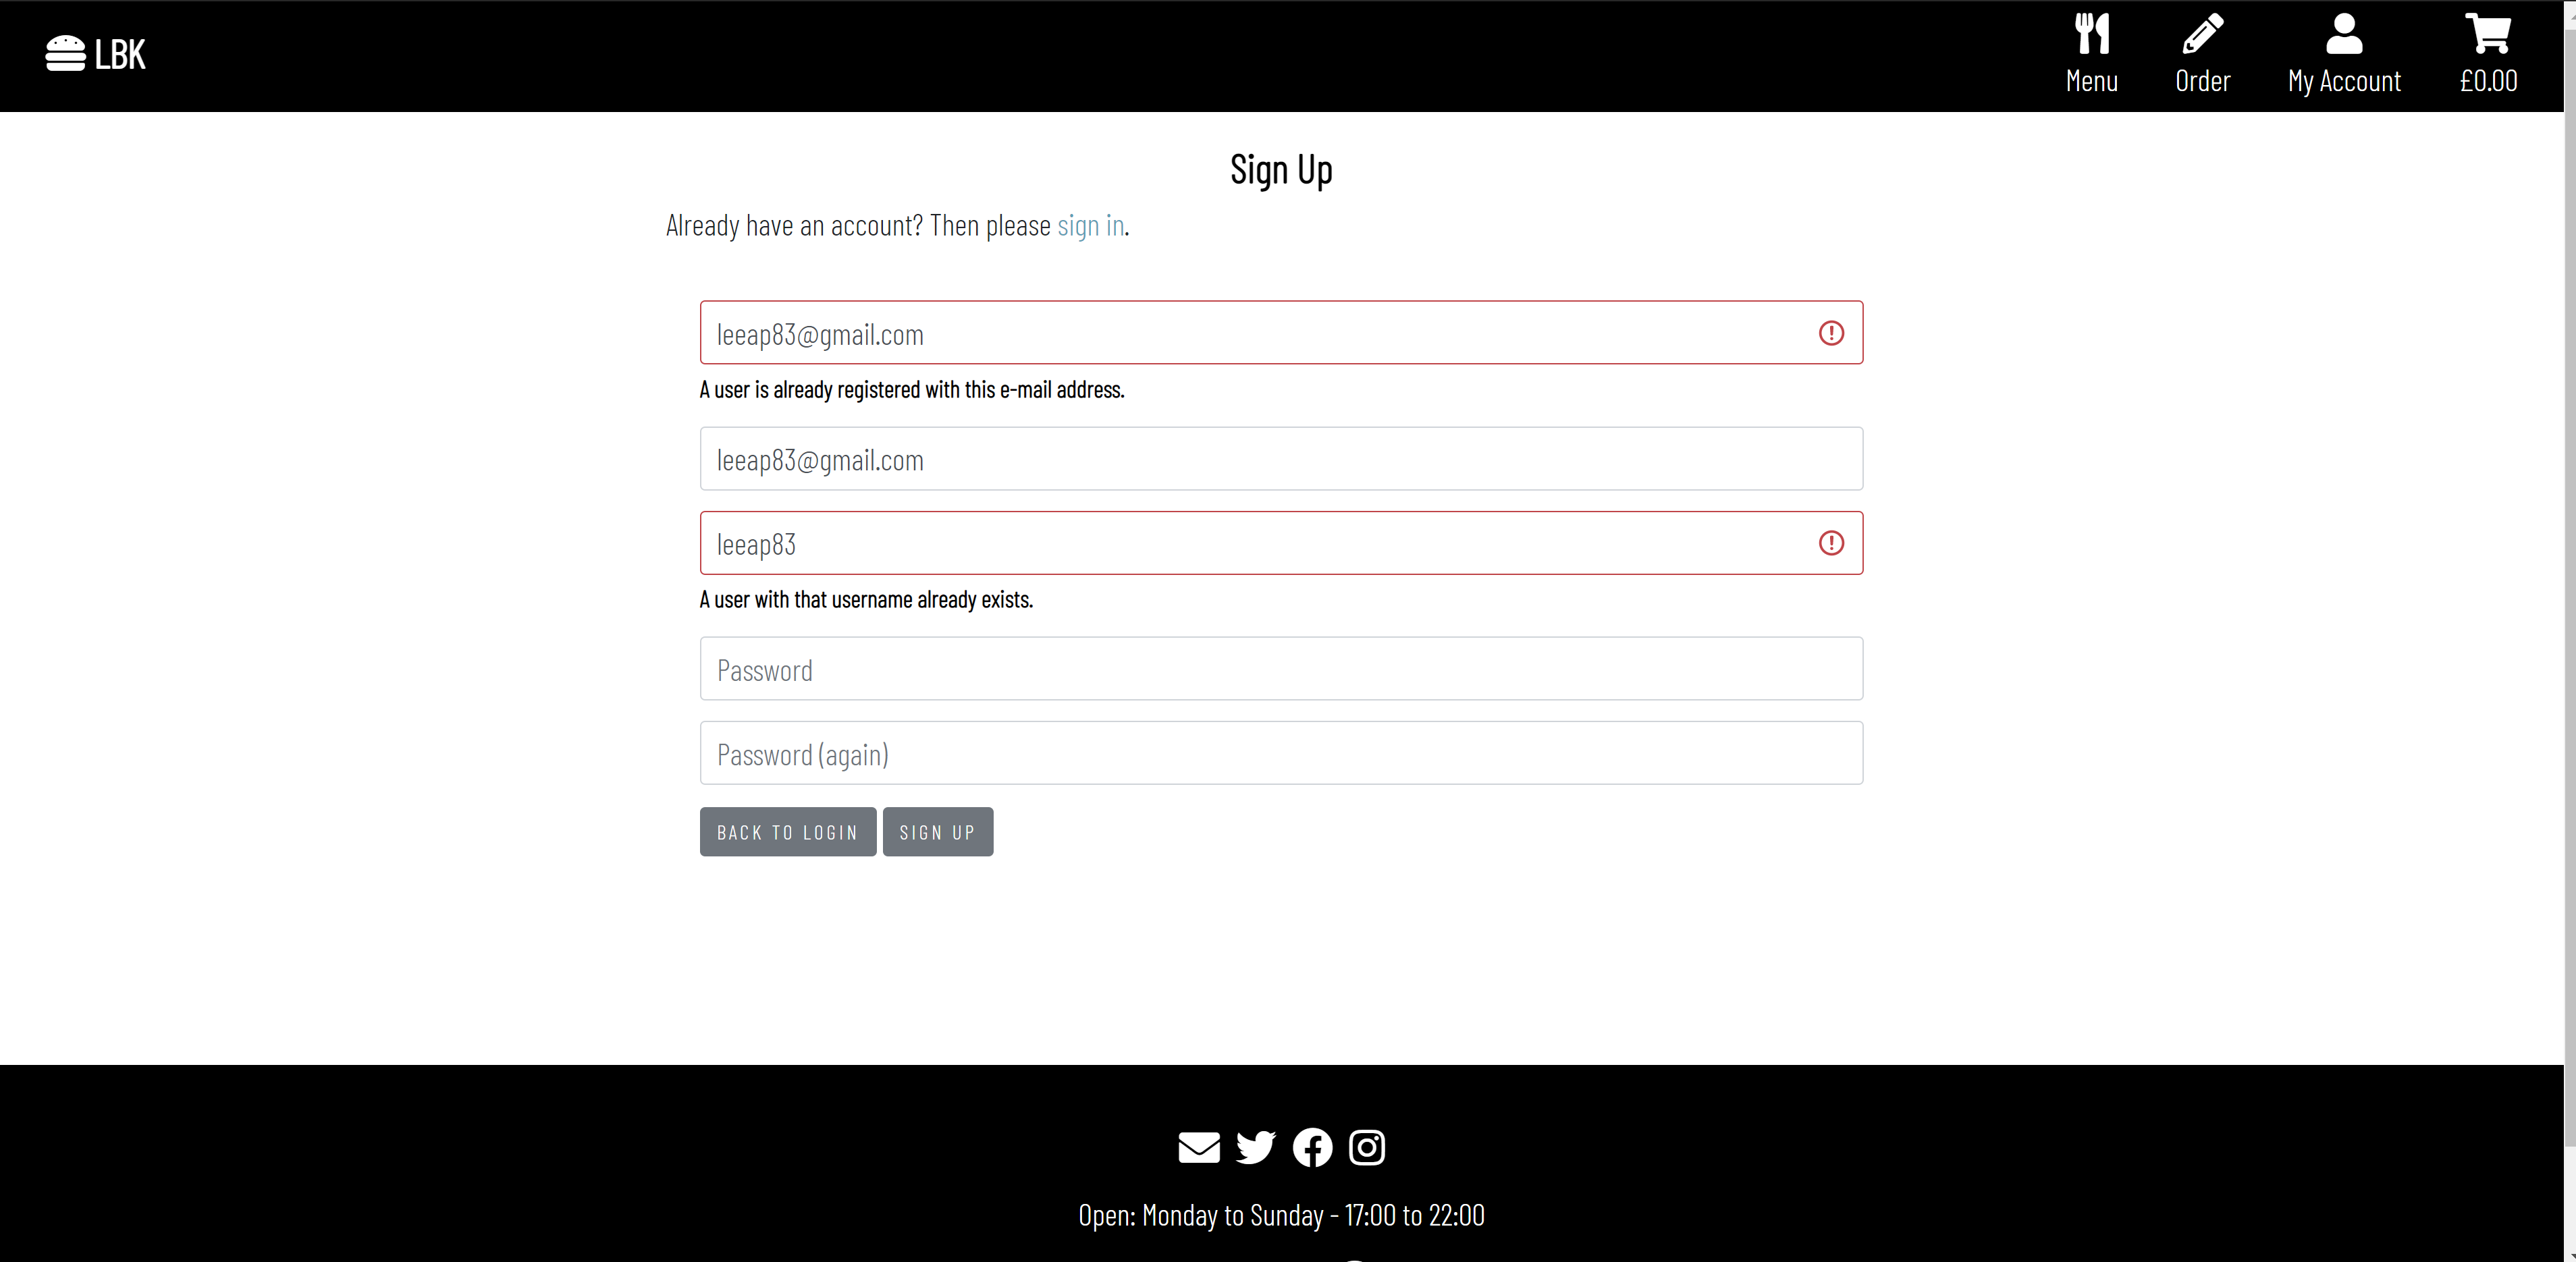 LBK
Menu
Order
My Account
£0.00
Sign Up
Already have an account? Then please sign in.
leeap83@gmail.com
A user is already registered with this e-mail address.
leeap83@gmail.com
leeap83
A user with that username already exists.
Password
Password (again)
BACK TO LOGIN
SIGN UP
Open: Monday to Sunday - 17:00 to 22:00